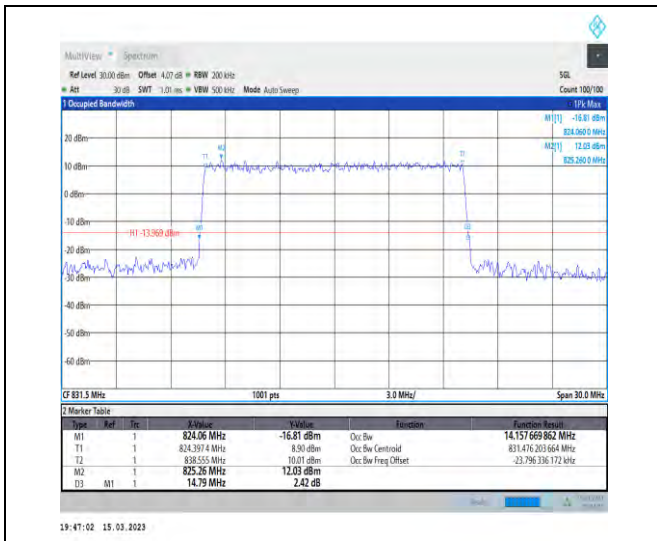 MultiView Spectrum
Ref Level 30.00 dBm Offset 4.07 dB RBW 200 kHz SGL
Att 30 dB SWT 1.01 ms VBW 500 kHz Mode Auto Sweep Count 100/100
1 Occupied Bandwidth 1Pk Max
M1[1] -16.81 dBm
824.060 0 MHz
M2[1] 12.03 dBm
825.260 0 MHz
20 dBm
M2
T1
T2
10 dBm
0 dBm
-10 dBm
H1 -13.969 dBm
M1
D3
-20 dBm
-30 dBm
-40 dBm
-50 dBm
-60 dBm
CF 831.5 MHz 1001 pts 3.0 MHz/ Span 30.0 MHz
2 Marker Table
Type Ref Trc X-Value Y-Value Function Function Result
M1 1 824.06 MHz -16.81 dBm Occ Bw 14.157 669 862 MHz
T1 1 824.397 4 MHz 8.90 dBm Occ Bw Centroid 831.476 203 664 MHz
T2 1 838.555 MHz 10.01 dBm Occ Bw Freq Offset -23.796 336 172 kHz
M2 1 825.26 MHz 12.03 dBm
D3 M1 1 14.79 MHz 2.42 dB
19:47:02 15.03.2023